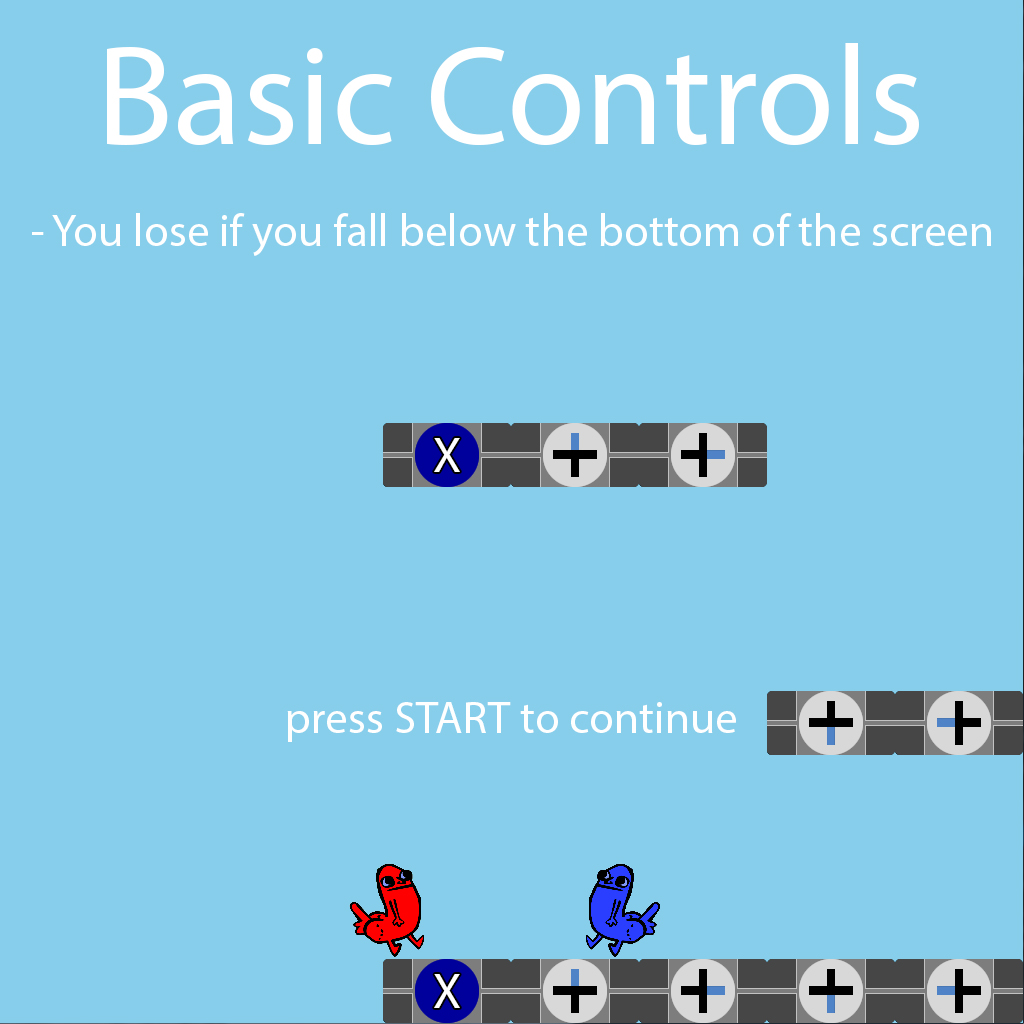 Basic Controls
- You lose if you fall below the bottom of the screen
X
press START to continue
X